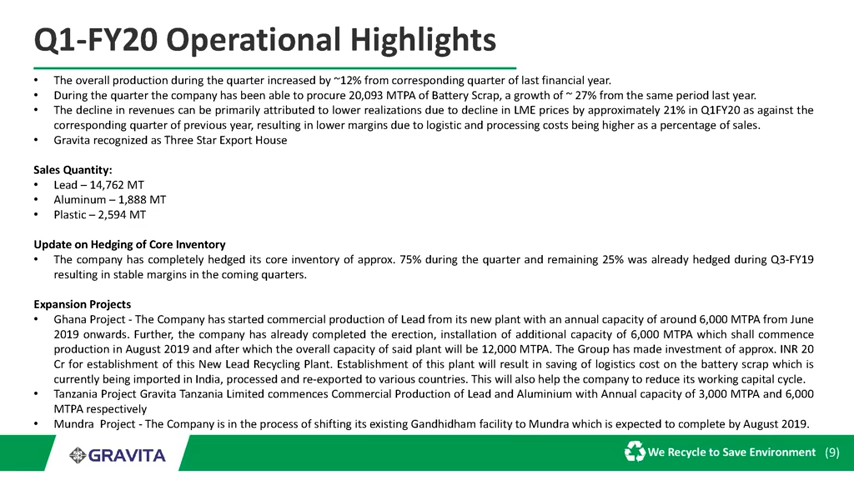 Q1-FY20 Operational Highlights
• The overall production during the quarter increased by ~12% from corresponding quarter of last financial year.
• During the quarter the company has been able to procure 20,093 MTPA of Battery Scrap, a growth of ~ 27% from the same period last year.
• The decline in revenues can be primarily attributed to lower realizations due to decline in LME prices by approximately 21% in Q1FY20 as against the
corresponding quarter of previous year, resulting in lower margins due to logistic and processing costs being higher as a percentage of sales.
• Gravita recognized as Three Star Export House
Sales Quantity:
• Lead – 14,762 MT
• Aluminum – 1,888 MT
• Plastic – 2,594 MT
Update on Hedging of Core Inventory
• The company has completely hedged its core inventory of approx. 75% during the quarter and remaining 25% was already hedged during Q3-FY19
resulting in stable margins in the coming quarters.
Expansion Projects
• Ghana Project - The Company has started commercial production of Lead from its new plant with an annual capacity of around 6,000 MTPA from June
2019 onwards. Further, the company has already completed the erection, installation of additional capacity of 6,000 MTPA which shall commence
production in August 2019 and after which the overall capacity of said plant will be 12,000 MTPA. The Group has made investment of approx. INR 20
Cr for establishment of this New Lead Recycling Plant. Establishment of this plant will result in saving of logistics cost on the battery scrap which is
currently being imported in India, processed and re-exported to various countries. This will also help the company to reduce its working capital cycle.
• Tanzania Project Gravita Tanzania Limited commences Commercial Production of Lead and Aluminium with Annual capacity of 3,000 MTPA and 6,000
MTPA respectively
• Mundra Project - The Company is in the process of shifting its existing Gandhidham facility to Mundra which is expected to complete by August 2019.
GRAVITA
We Recycle to Save Environment (9)